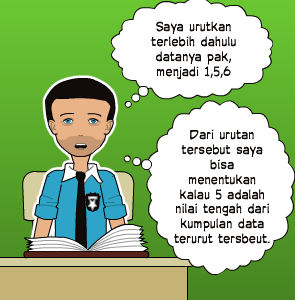 Saya urutkan
terlebih dahulu
datanya pak,
menjadi 1,5,6
Dari urutan
tersebut saya
bisa
menentukan
kalau 5 adalah
nilai tengah dari
kumpulan data
terurut tersbeut.